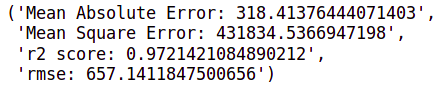 ('Mean Absolute Error: 318.41376444071403',
'Mean Square Error: 431834.5366947198',
'r2 score: 0.9721421084890212',
'rmse: 657.1411847500656')